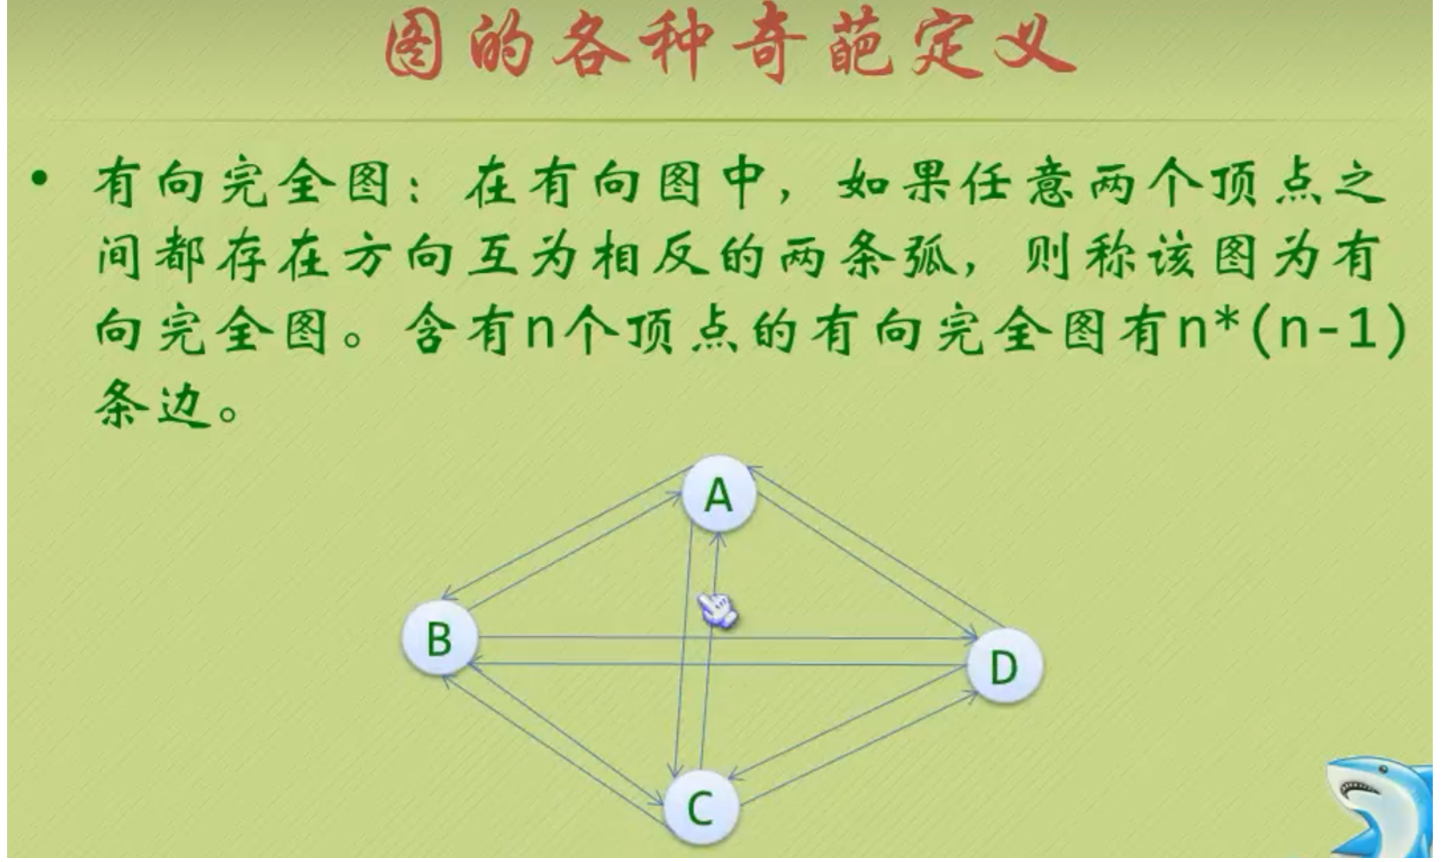 图的各种奇葩定义
• 有向完全图：在有向图中，如果任意两个顶点之
间都存在方向互为相反的两条弧，则称该图为有
向完全图。含有n个顶点的有向完全图有n*(n-1)
条边。
A
B
D
C